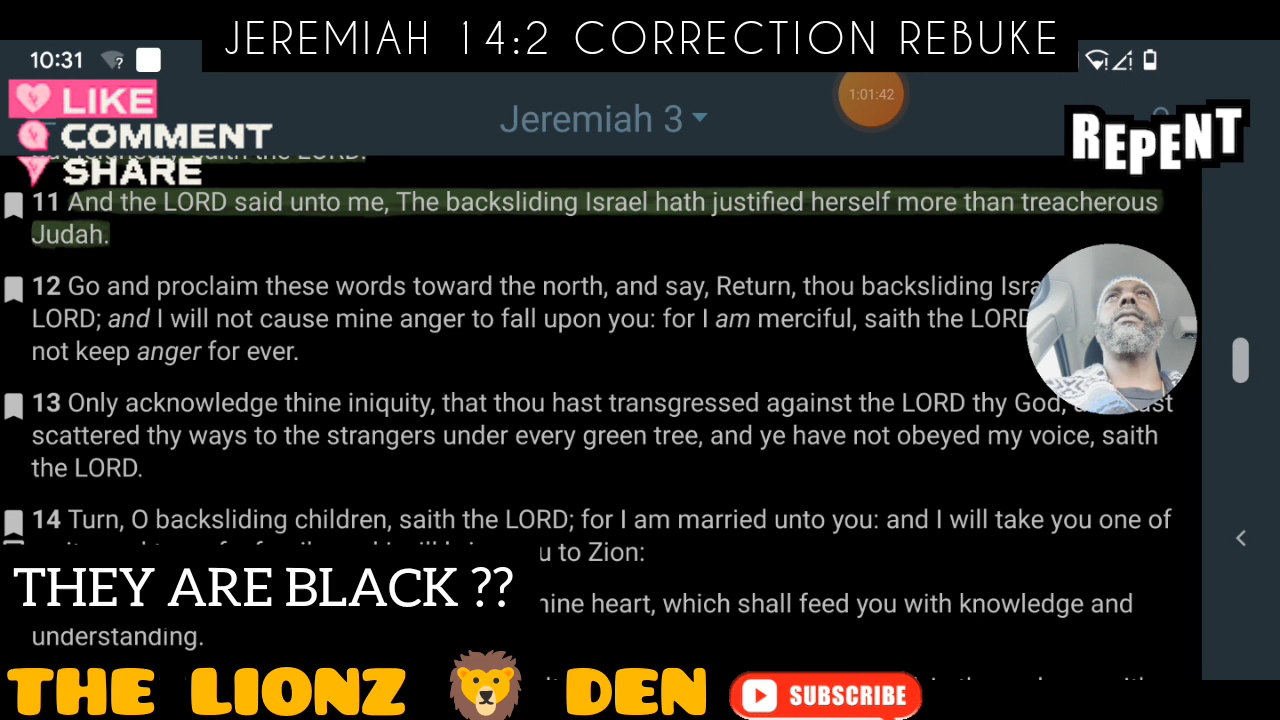 JEREMIAH 14:2 CORRECTION REBUKE
10:31
LIKE
COMMENT
SHARE
Jeremiah 3
1:01:42
REPENT
saith the LORD.
11 And the LORD said unto me, The backsliding Israel hath justified herself more than treacherous
Judah.
12 Go and proclaim these words toward the north, and say, Return, thou backsliding Isra
LORD; and I will not cause mine anger to fall upon you: for I am merciful, saith the LORD
not keep anger for ever.
13 Only acknowledge thine iniquity, that thou hast transgressed against the LORD thy God,
scattered thy ways to the strangers under every green tree, and ye have not obeyed my voice, saith
the LORD.
14 Turn, O backsliding children, saith the LORD; for I am married unto you: and I will take you one of
u to Zion:
THEY ARE BLACK ??
nine heart, which shall feed you with knowledge and
understanding.
THE LIONZ 🦁 DEN
SUBSCRIBE